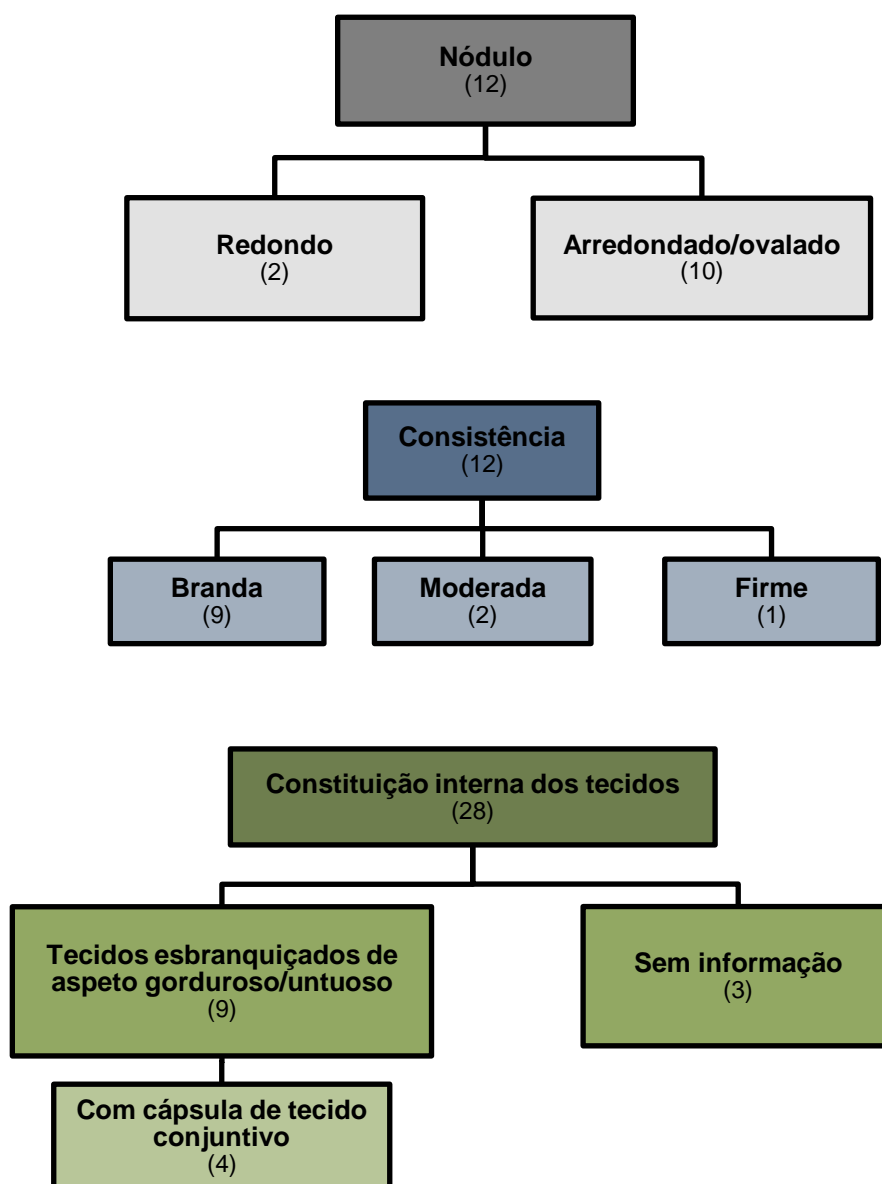 Nódulo
(12)
Redondo
(2)
Arredondado/ovalado
(10)
Consistência
(12)
Branda
(9)
Moderada
(2)
Firme
(1)
Constituição interna dos tecidos
(28)
Tecidos esbranquiçados de
aspeto gorduroso/untuoso
(9)
Sem informação
(3)
Com cápsula de tecido
conjuntivo
(4)